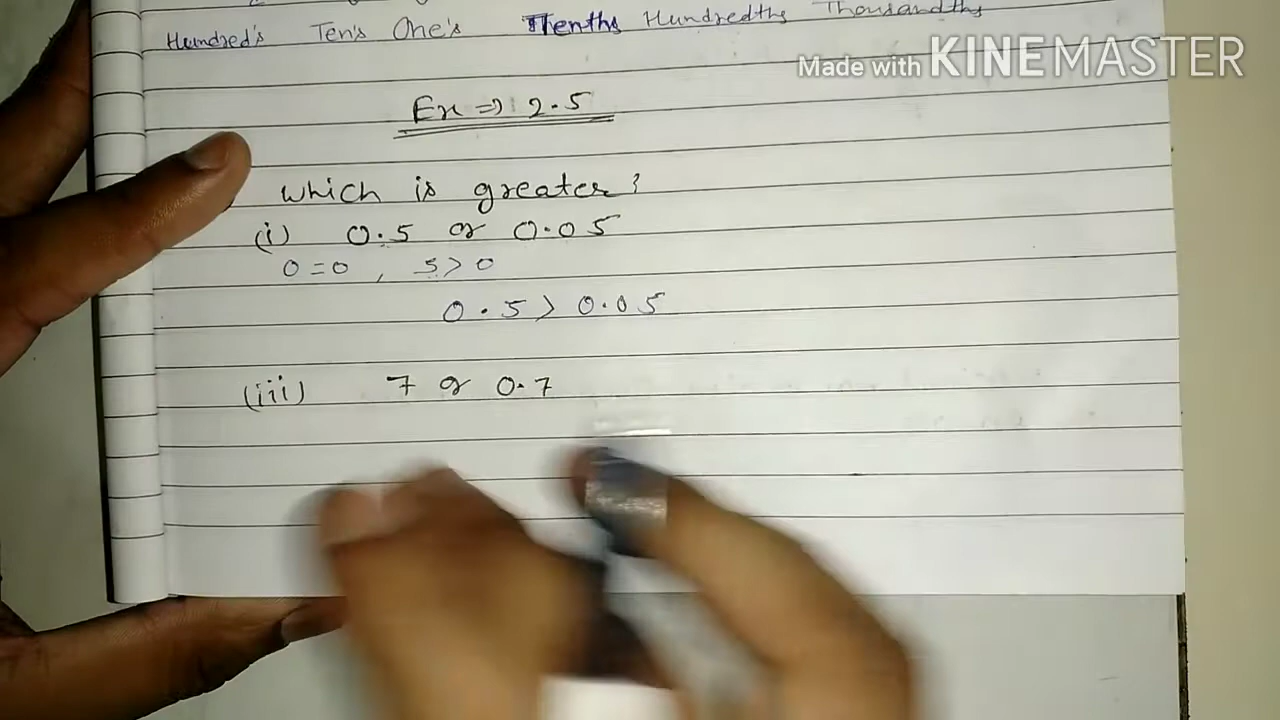 Hundred's Ten's One's Tenths Hundredths Thousandths
Made with KINEMASTER
Ex => 2.5
which is greater?
(i) 0.5 or 0.05
0 = 0 , 5 > 0
0.5 > 0.05
(iii) 7 or 0.7